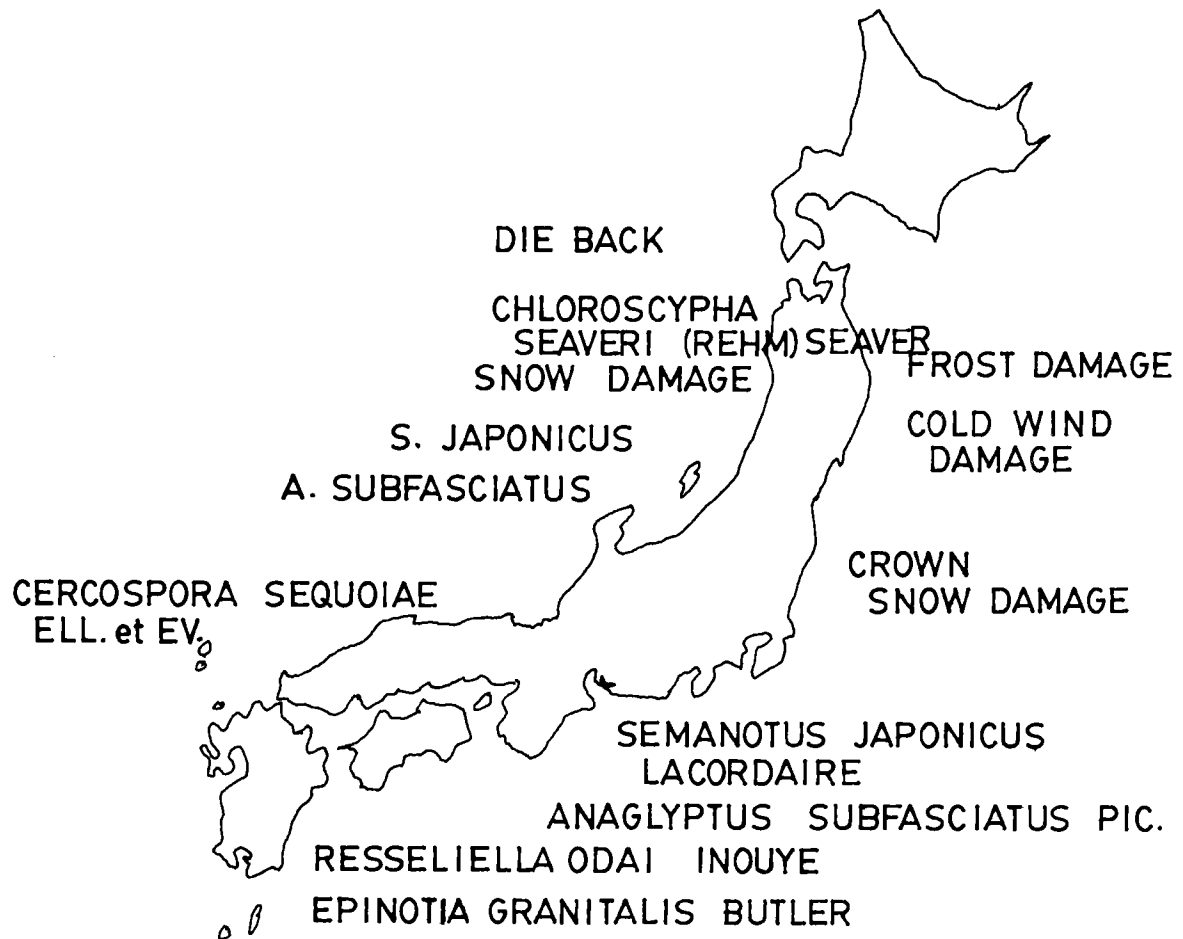 DIE BACK
CHLOROSCYPHA
SEAVERI (REHM) SEAVER
SNOW DAMAGE
FROST DAMAGE
S. JAPONICUS
COLD WIND
DAMAGE
A. SUBFASCIATUS
CROWN
SNOW DAMAGE
CERCOSPORA SEQUOIAE
ELL. et EV.
SEMANOTUS JAPONICUS
LACORDAIRE
ANAGLYPTUS SUBFASCIATUS PIC.
RESSELIELLA ODAI INOUYE
EPINOTIA GRANITALIS BUTLER